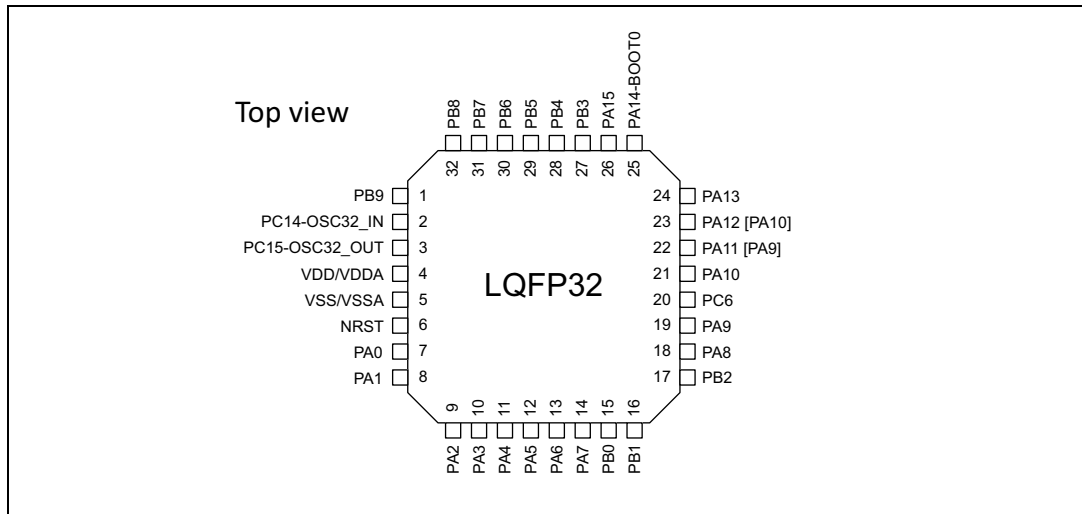 Top view
PB8
PB7
PB6
PB5
PB4
PB3
PA15
PA14-BOOT0
32
31
30
29
28
27
26
25
PB9 1
PC14-OSC32_IN 2
PC15-OSC32_OUT 3
VDD/VDDA 4
VSS/VSSA 5
NRST 6
PA0 7
PA1 8
LQFP32
24 PA13
23 PA12 [PA10]
22 PA11 [PA9]
21 PA10
20 PC6
19 PA9
18 PA8
17 PB2
9
10
11
12
13
14
15
16
PA2
PA3
PA4
PA5
PA6
PA7
PB0
PB1